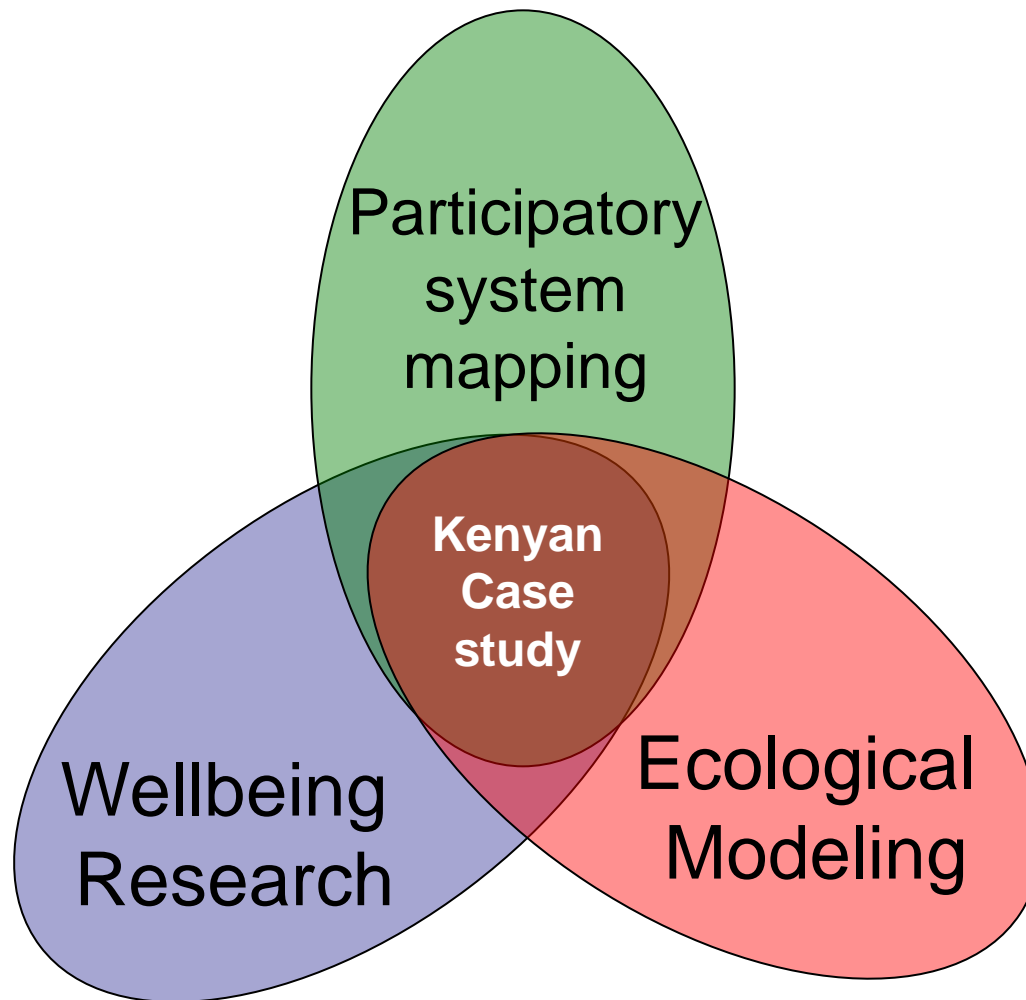 Participatory
system
mapping
Kenyan
Case
study
Wellbeing
Research
Ecological
Modeling